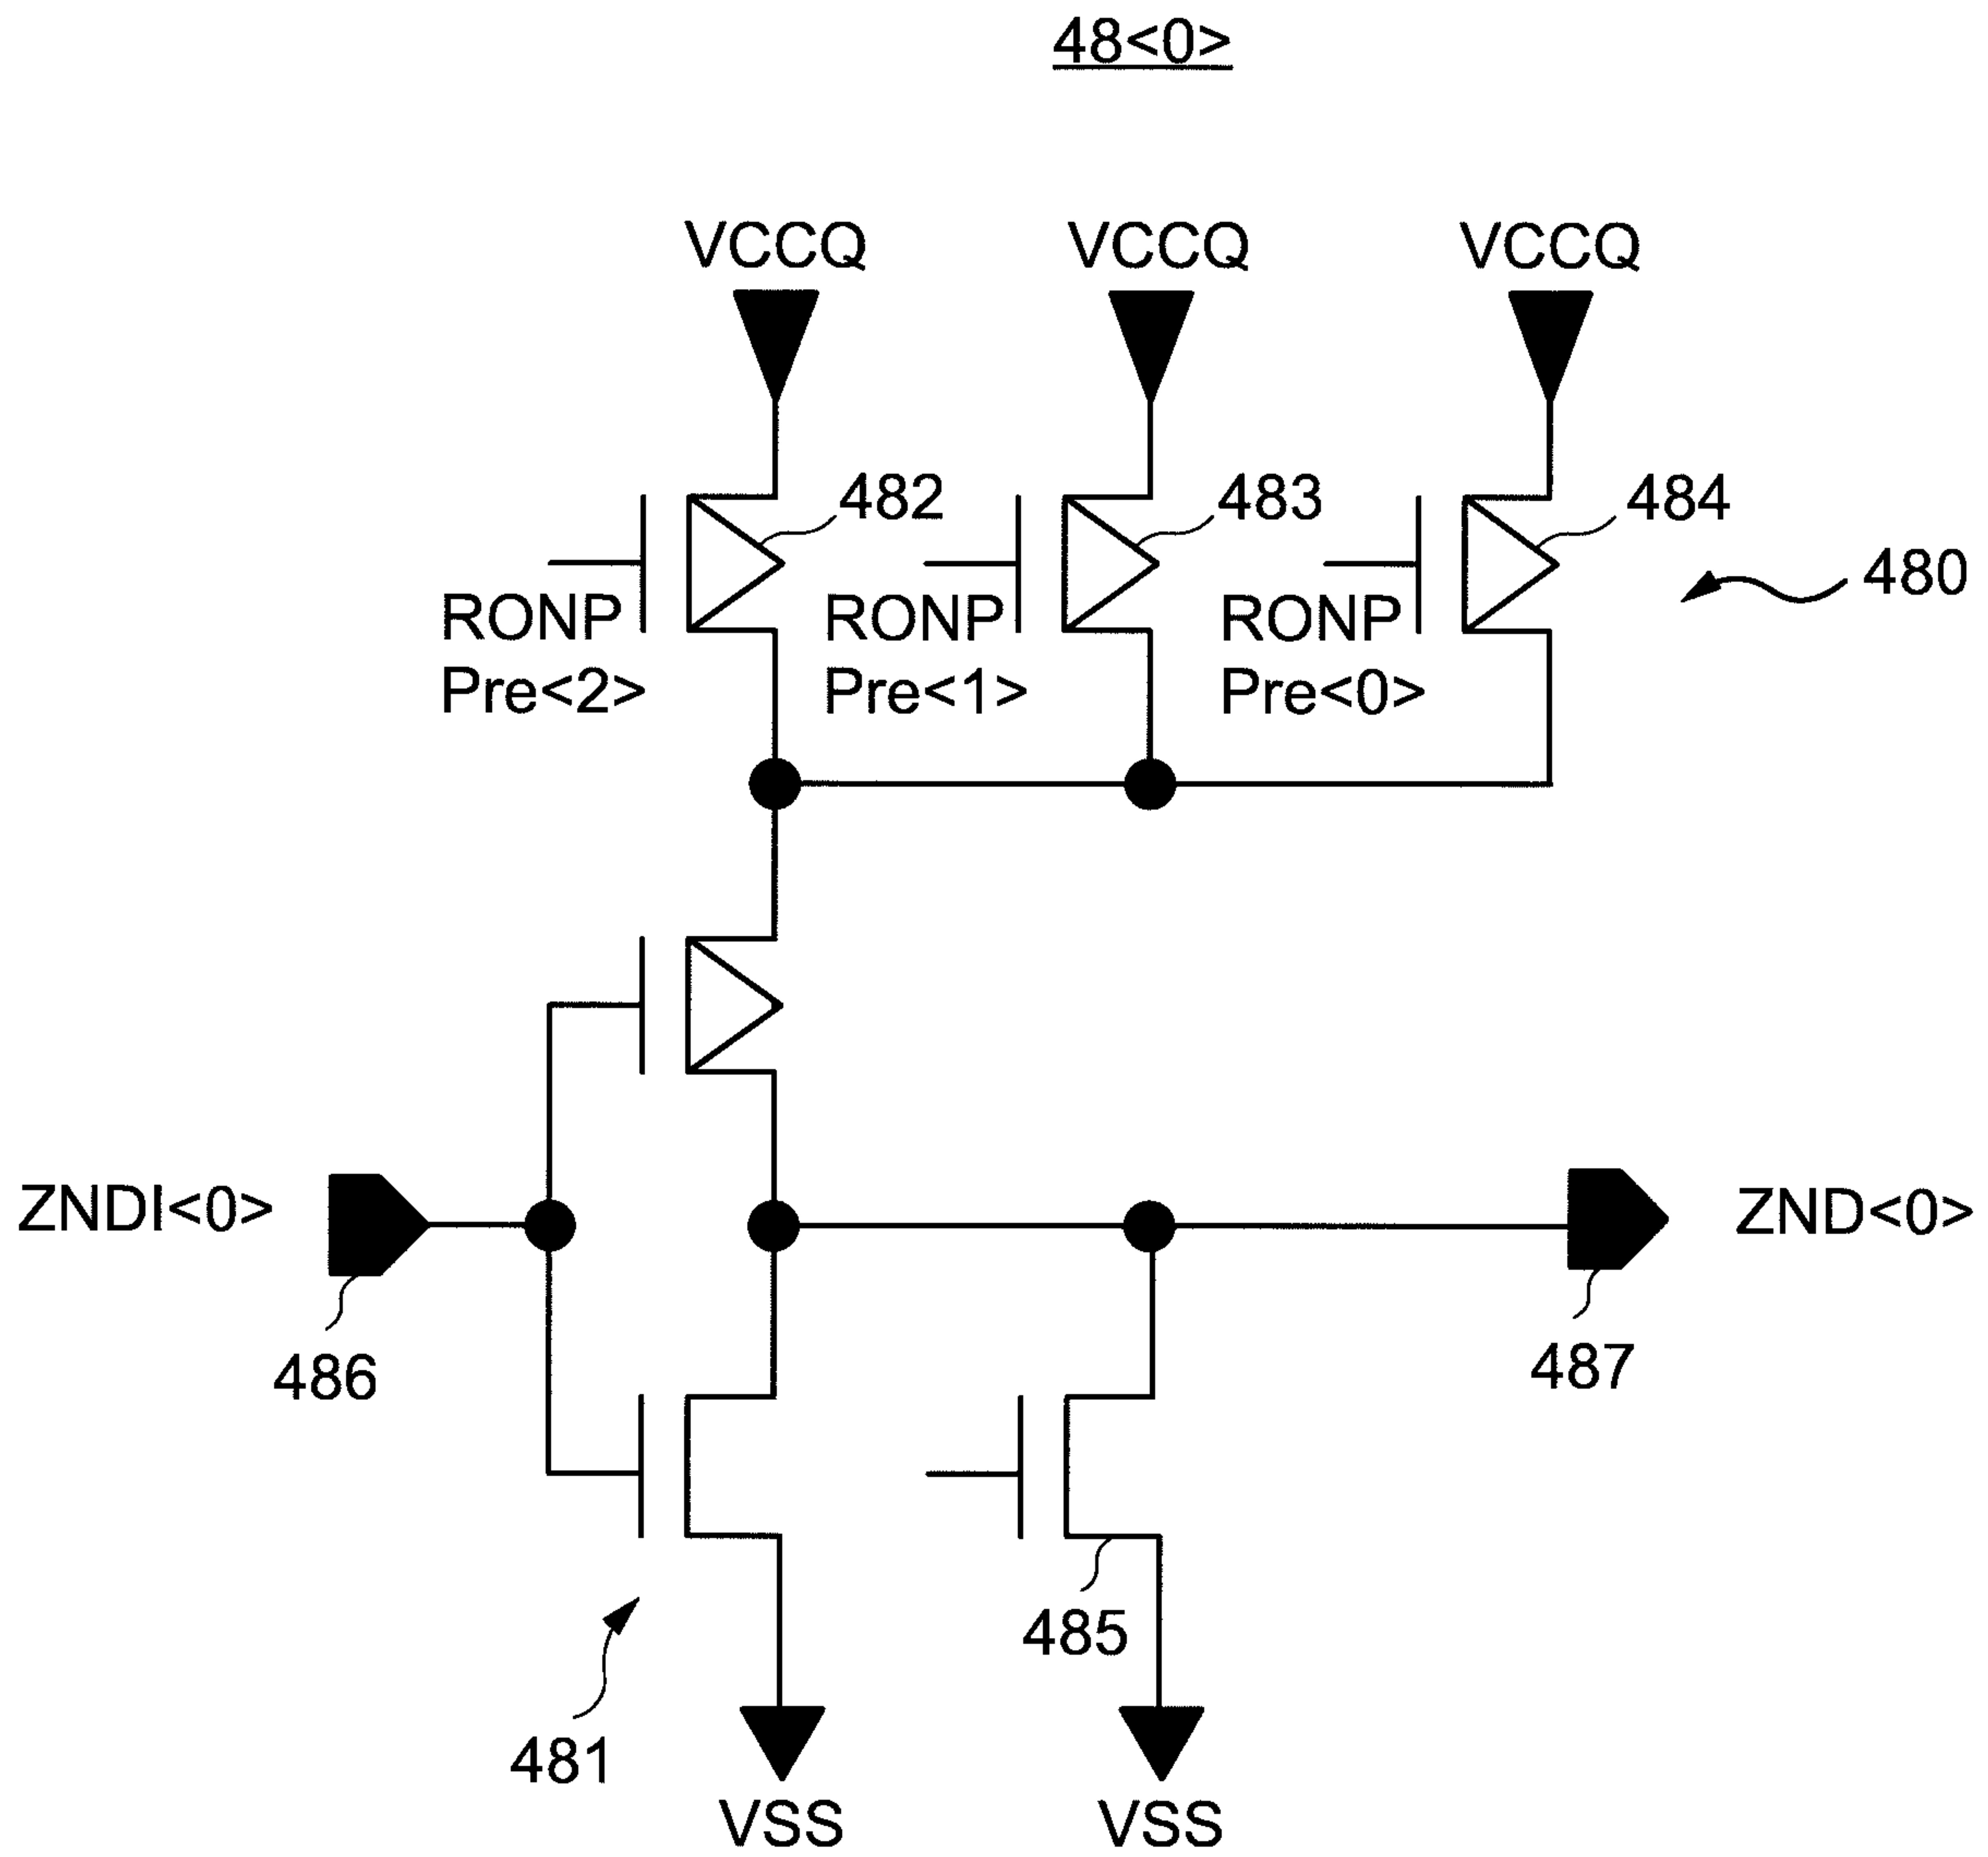 48<0>
VCCQ VCCQ VCCQ
482 483 484
480
RONP RONP RONP
Pre<2> Pre<1> Pre<0>
ZNDI<0> ZND<0>
486 487
485
481
VSS VSS